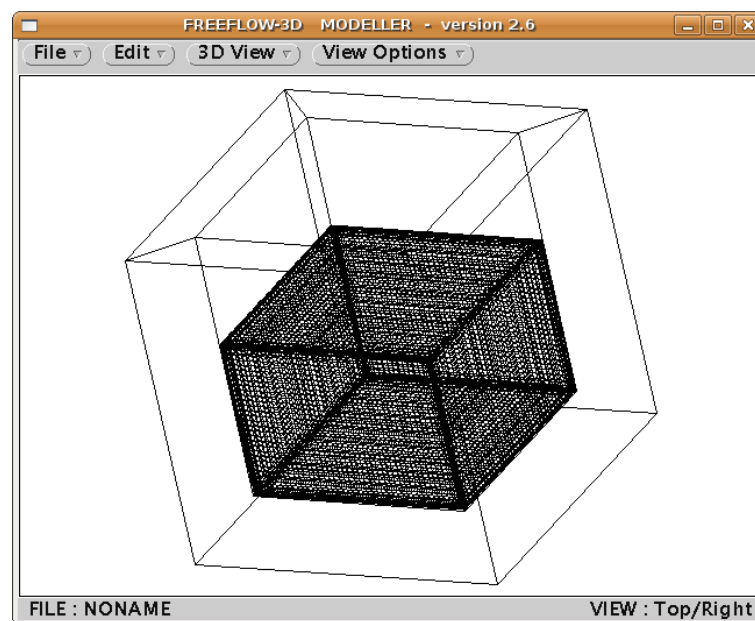 FREEFLOW-3D MODELLER - version 2.6
File Edit 3D View View Options
FILE : NONAME VIEW : Top/Right